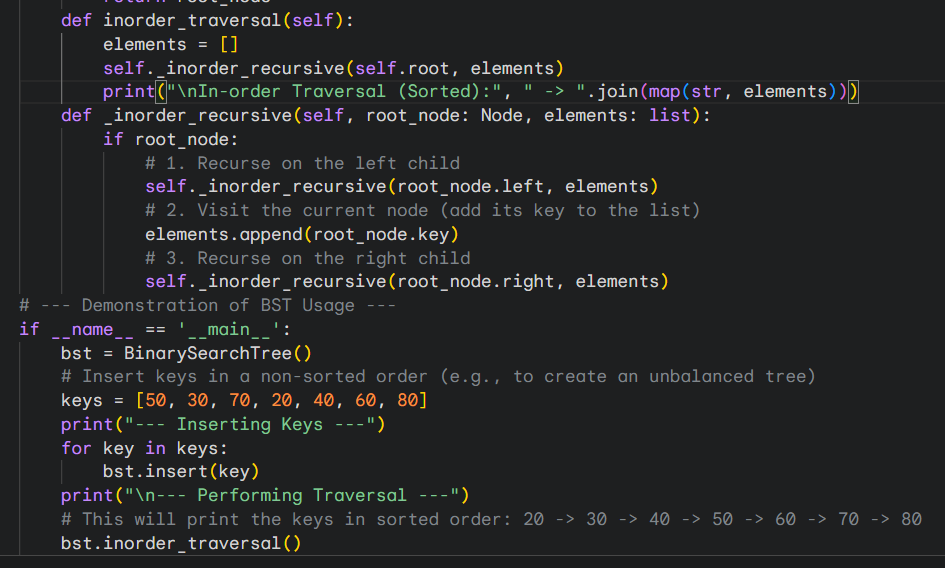 def inorder_traversal(self):
elements = []
self._inorder_recursive(self.root, elements)
print("\nIn-order Traversal (Sorted):", " -> ".join(map(str, elements)))
def _inorder_recursive(self, root_node: Node, elements: list):
if root_node:
# 1. Recurse on the left child
self._inorder_recursive(root_node.left, elements)
# 2. Visit the current node (add its key to the list)
elements.append(root_node.key)
# 3. Recurse on the right child
self._inorder_recursive(root_node.right, elements)
# --- Demonstration of BST Usage ---
if __name__ == '__main__':
bst = BinarySearchTree()
# Insert keys in a non-sorted order (e.g., to create an unbalanced tree)
keys = [50, 30, 70, 20, 40, 60, 80]
print("--- Inserting Keys ---")
for key in keys:
bst.insert(key)
print("\n--- Performing Traversal ---")
# This will print the keys in sorted order: 20 -> 30 -> 40 -> 50 -> 60 -> 70 -> 80
bst.inorder_traversal()